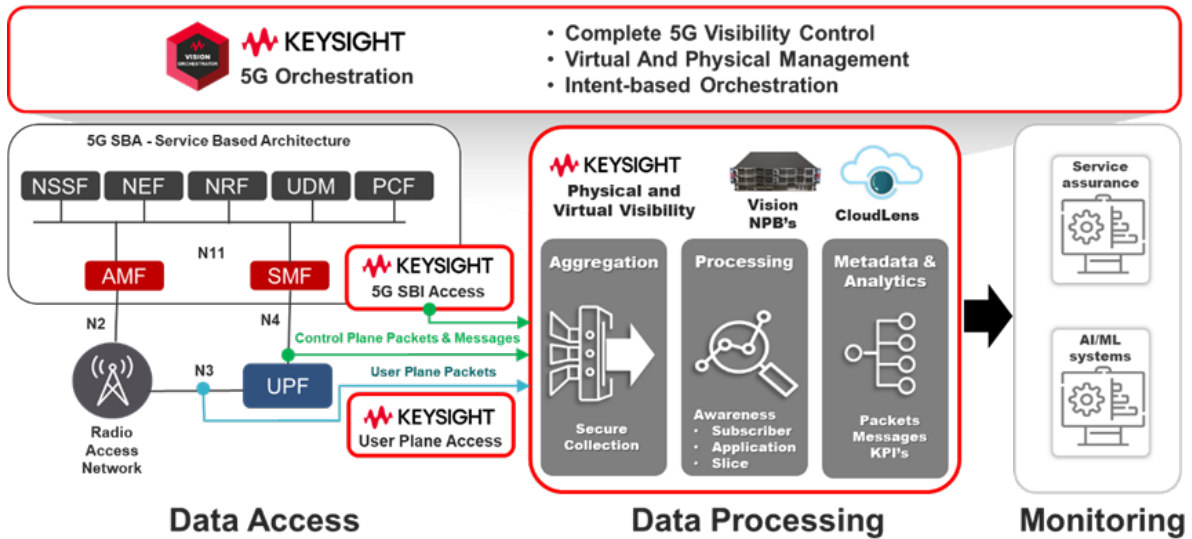 VISION
ORCHESTRATOR
KEYSIGHT
5G Orchestration
• Complete 5G Visibility Control
• Virtual And Physical Management
• Intent-based Orchestration
5G SBA - Service Based Architecture
NSSF NEF NRF UDM PCF
N11
AMF SMF
KEYSIGHT
5G SBI Access
N2
N4
Control Plane Packets & Messages
N3
UPF
User Plane Packets
KEYSIGHT
User Plane Access
Radio
Access
Network
Data Access
KEYSIGHT
Physical and
Virtual Visibility
Vision
NPB's
CloudLens
Aggregation
Secure
Collection
Processing
Awareness
• Subscriber
• Application
• Slice
Metadata &
Analytics
Packets
Messages
KPI's
Data Processing
Service
assurance
AI/ML
systems
Monitoring